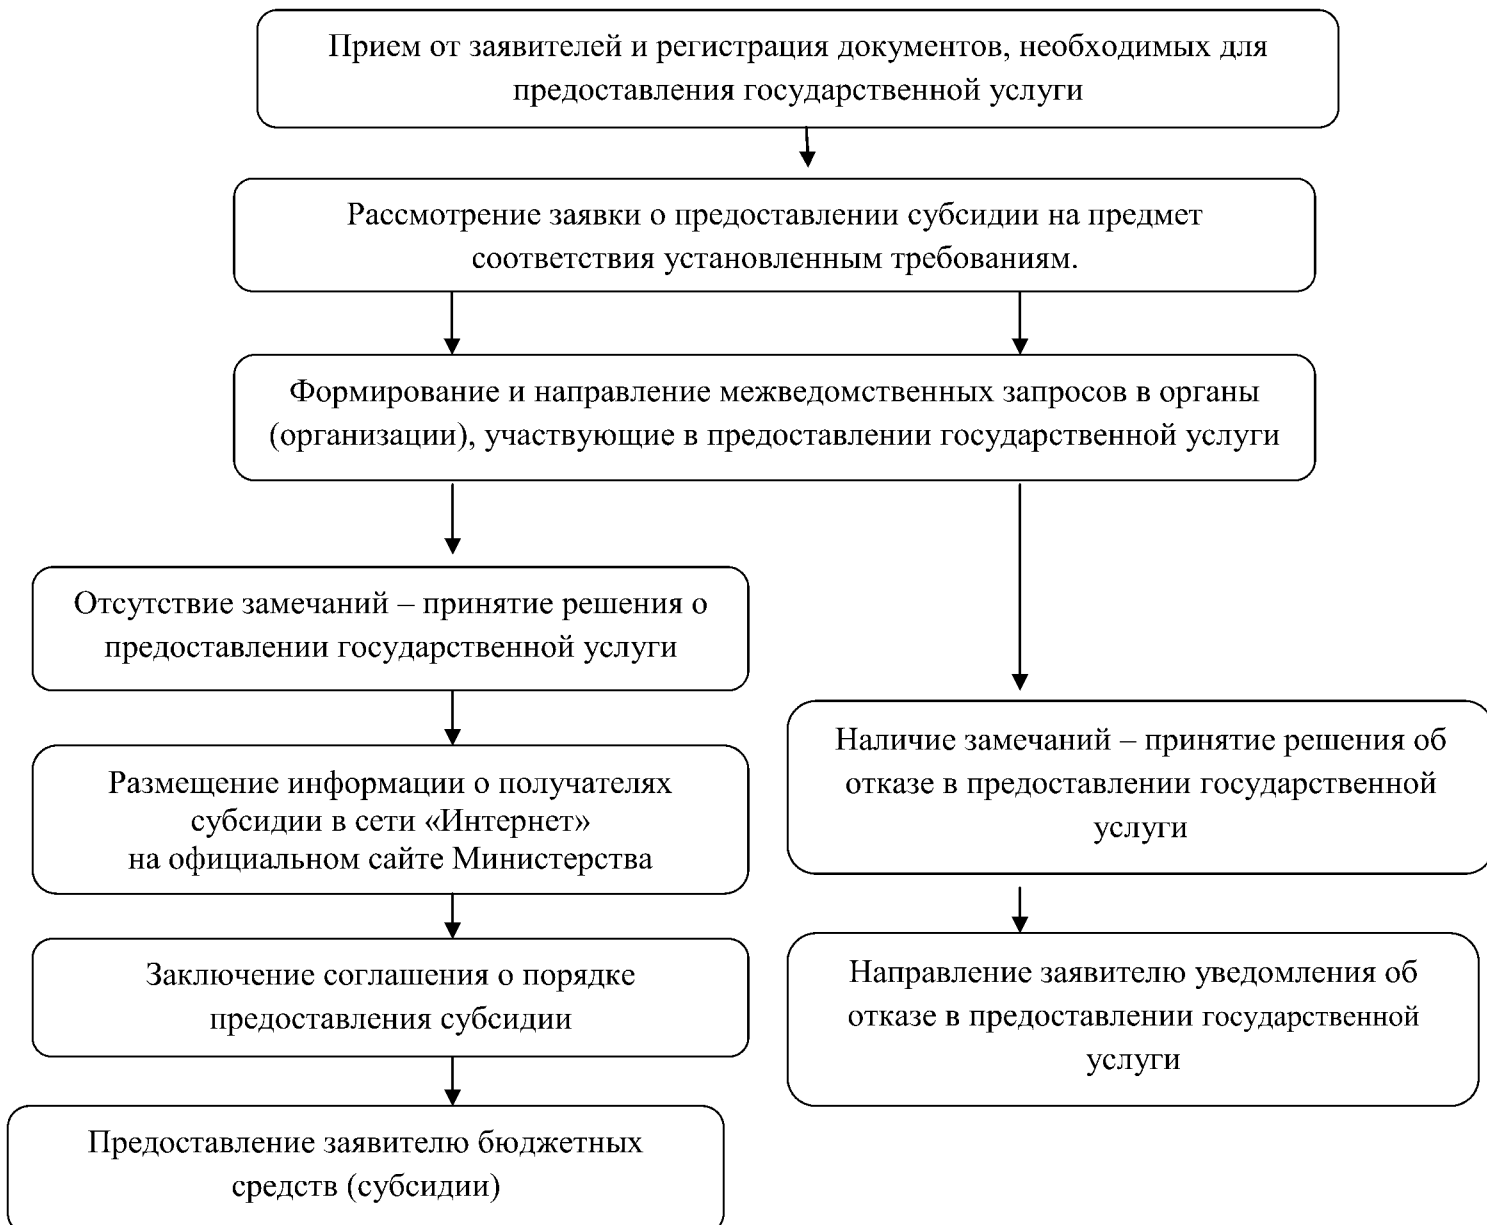 Прием от заявителей и регистрация документов, необходимых для
предоставления государственной услуги
Рассмотрение заявки о предоставлении субсидии на предмет
соответствия установленным требованиям.
Формирование и направление межведомственных запросов в органы
(организации), участвующие в предоставлении государственной услуги
Отсутствие замечаний – принятие решения о
предоставлении государственной услуги
Размещение информации о получателях
субсидии в сети «Интернет»
на официальном сайте Министерства
Заключение соглашения о порядке
предоставления субсидии
Предоставление заявителю бюджетных
средств (субсидии)
Наличие замечаний – принятие решения об
отказе в предоставлении государственной
услуги
Направление заявителю уведомления об
отказе в предоставлении государственной
услуги